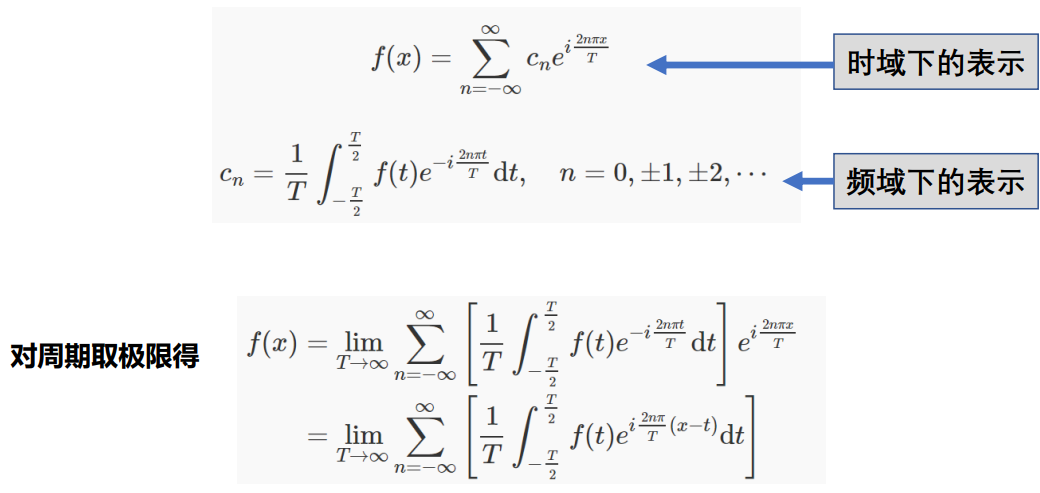 f(x) = \sum_{n=-\infty}^{\infty} c_n e^{i\frac{2n\pi x}{T}}
时域下的表示
c_n = \frac{1}{T} \int_{-\frac{T}{2}}^{\frac{T}{2}} f(t) e^{-i\frac{2n\pi t}{T}} \mathrm{d}t, \quad n = 0, \pm 1, \pm 2, \cdots
频域下的表示
对周期取极限得
f(x) = \lim_{T \to \infty} \sum_{n=-\infty}^{\infty} \left[ \frac{1}{T} \int_{-\frac{T}{2}}^{\frac{T}{2}} f(t) e^{-i\frac{2n\pi t}{T}} \mathrm{d}t \right] e^{i\frac{2n\pi x}{T}}
= \lim_{T \to \infty} \sum_{n=-\infty}^{\infty} \left[ \frac{1}{T} \int_{-\frac{T}{2}}^{\frac{T}{2}} f(t) e^{i\frac{2n\pi}{T}(x-t)} \mathrm{d}t \right]